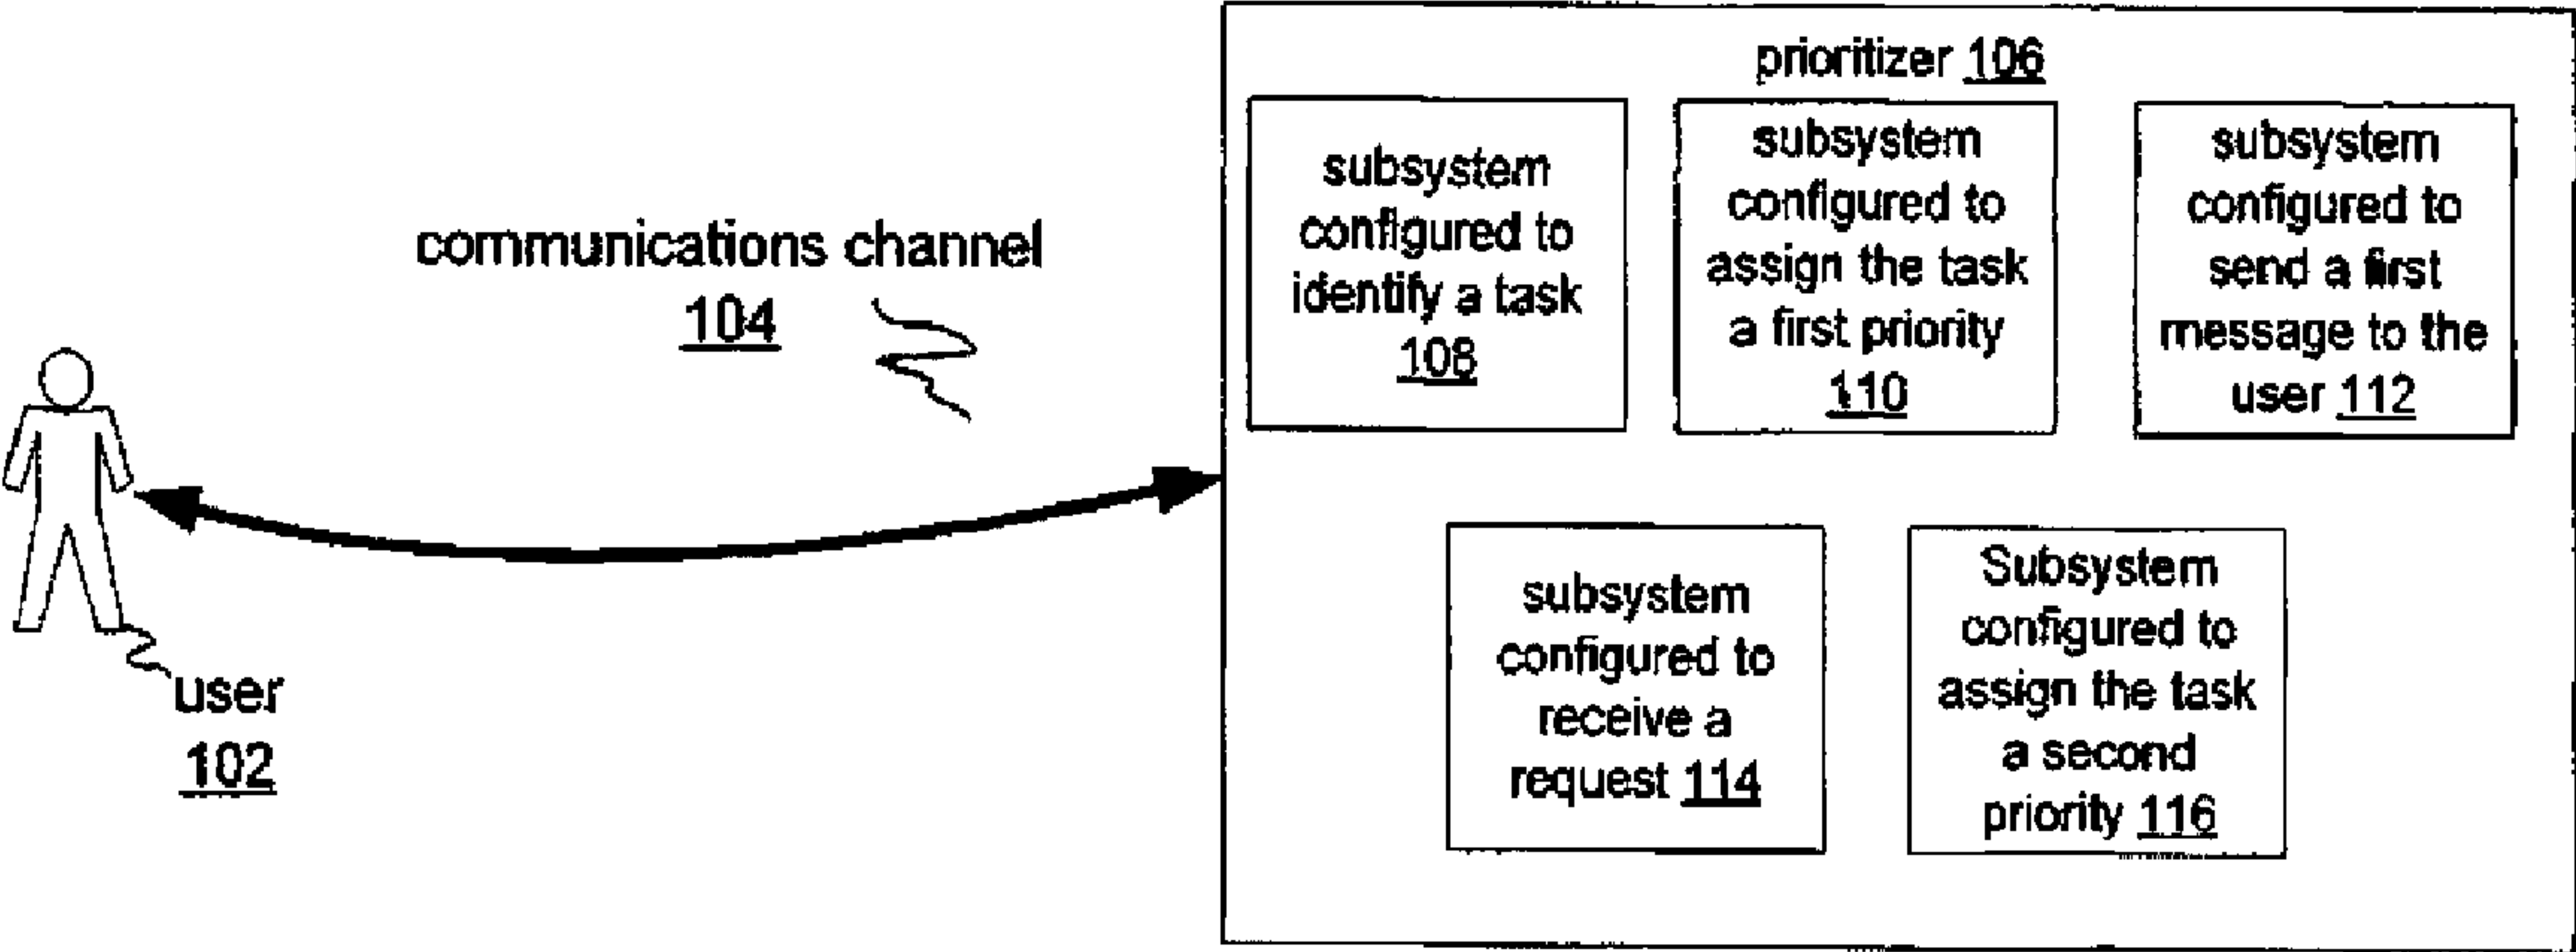 prioritizer 106
communications channel
104
user
102
subsystem
configured to
identify a task
108
subsystem
configured to
assign the task
a first priority
110
subsystem
configured to
send a first
message to the
user 112
subsystem
configured to
receive a
request 114
Subsystem
configured to
assign the task
a second
priority 116